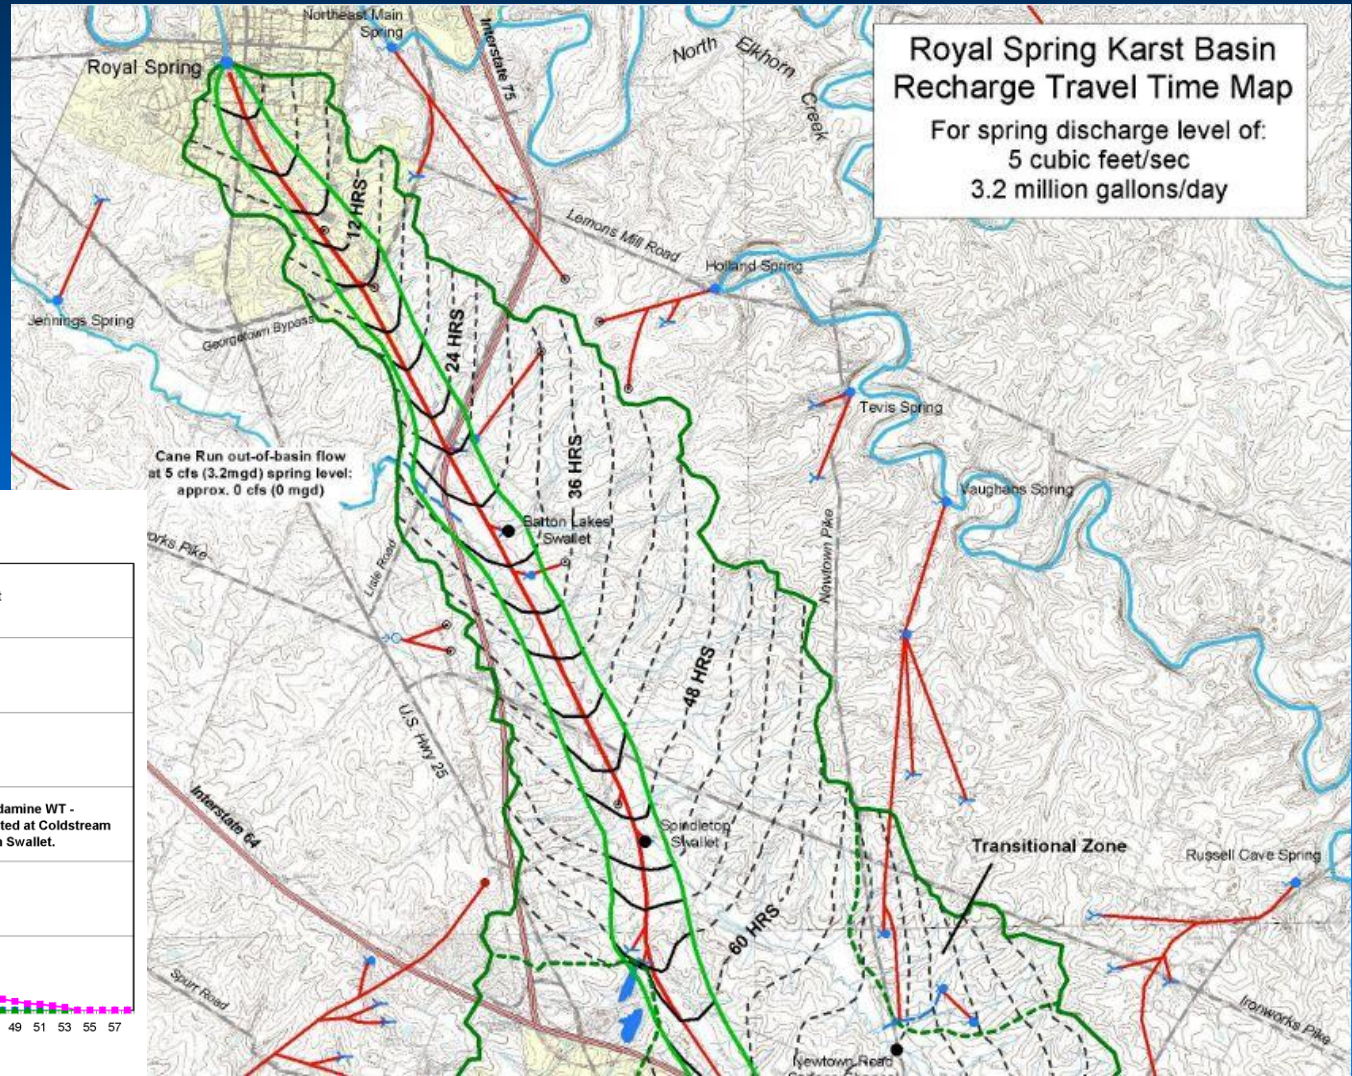 Royal Spring Karst Basin
Recharge Travel Time Map
For spring discharge level of:
5 cubic feet/sec
3.2 million gallons/day
Northeast Main
Spring
Royal Spring
Interstate 75
North Elkhorn Creek
12 HRS
Lemons Mill Road
Holland Spring
Jennings Spring
Georgetown Bypass
24 HRS
Tevis Spring
Cane Run out-of-basin flow
at 5 cfs (3.2mgd) spring level:
approx. 0 cfs (0 mgd)
36 HRS
Vaughans Spring
Batton Lakes
Swallet
Newtown Pike
orks Pike
Lisle Road
48 HRS
U.S. Hwy 25
Interstate 64
damine WT -
ted at Coldstream
n Swallet.
Spindletop
Swallet
Transitional Zone
Russell Cave Spring
60 HRS
Spurr Road
Ironworks Pike
49 51 53 55 57
Newtown Road